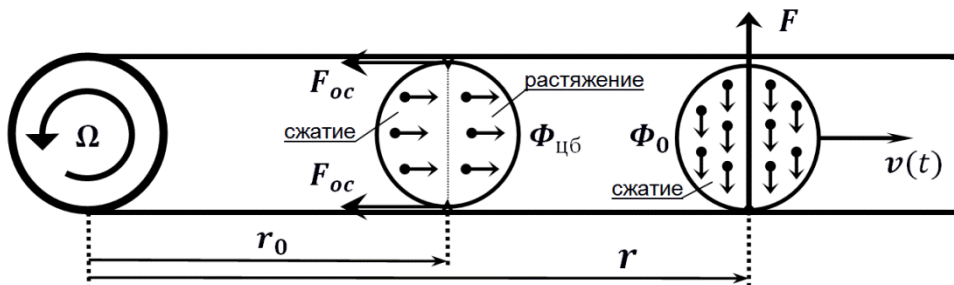 F
F_oc
растяжение
Ω
сжатие
Φ_цб
Φ_0
v(t)
F_oc
сжатие
r_0
r